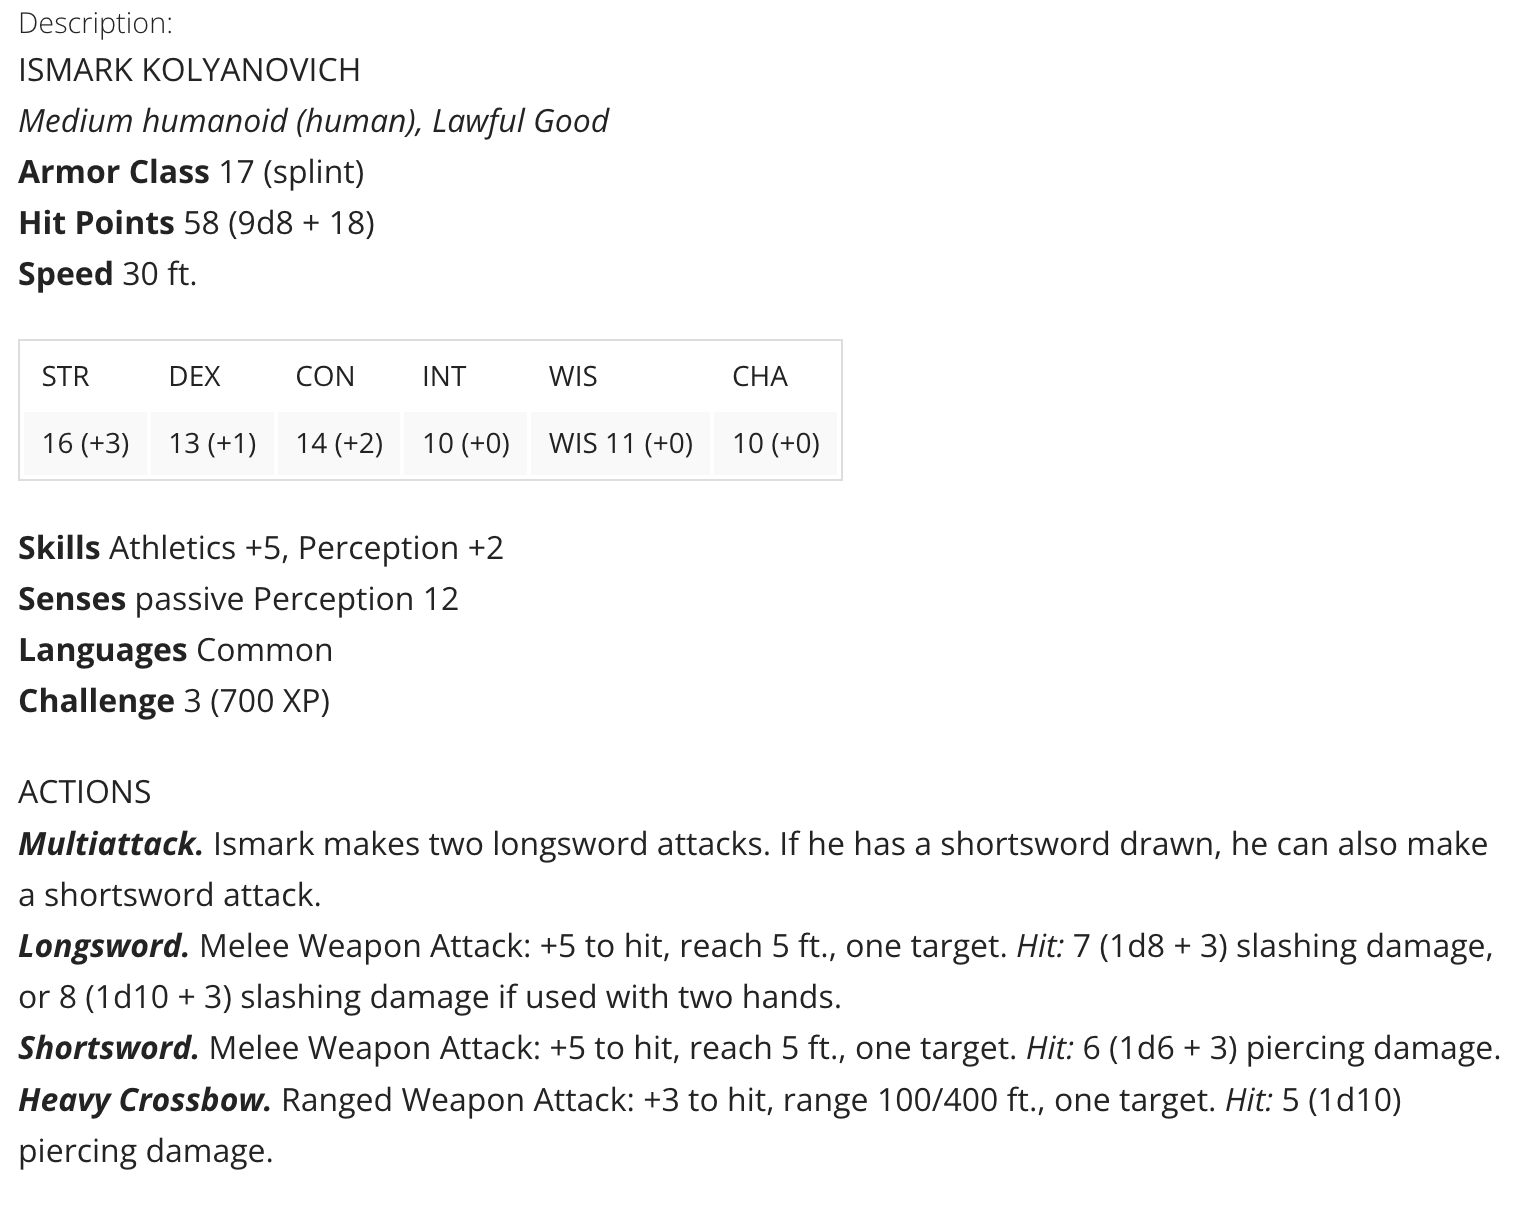 Description:
ISMARK KOLYANOVICH
Medium humanoid (human), Lawful Good
Armor Class 17 (splint)
Hit Points 58 (9d8 + 18)
Speed 30 ft.
STR DEX CON INT WIS CHA
16 (+3) 13 (+1) 14 (+2) 10 (+0) WIS 11 (+0) 10 (+0)
Skills Athletics +5, Perception +2
Senses passive Perception 12
Languages Common
Challenge 3 (700 XP)
ACTIONS
Multiattack. Ismark makes two longsword attacks. If he has a shortsword drawn, he can also make
a shortsword attack.
Longsword. Melee Weapon Attack: +5 to hit, reach 5 ft., one target. Hit: 7 (1d8 + 3) slashing damage,
or 8 (1d10 + 3) slashing damage if used with two hands.
Shortsword. Melee Weapon Attack: +5 to hit, reach 5 ft., one target. Hit: 6 (1d6 + 3) piercing damage.
Heavy Crossbow. Ranged Weapon Attack: +3 to hit, range 100/400 ft., one target. Hit: 5 (1d10)
piercing damage.